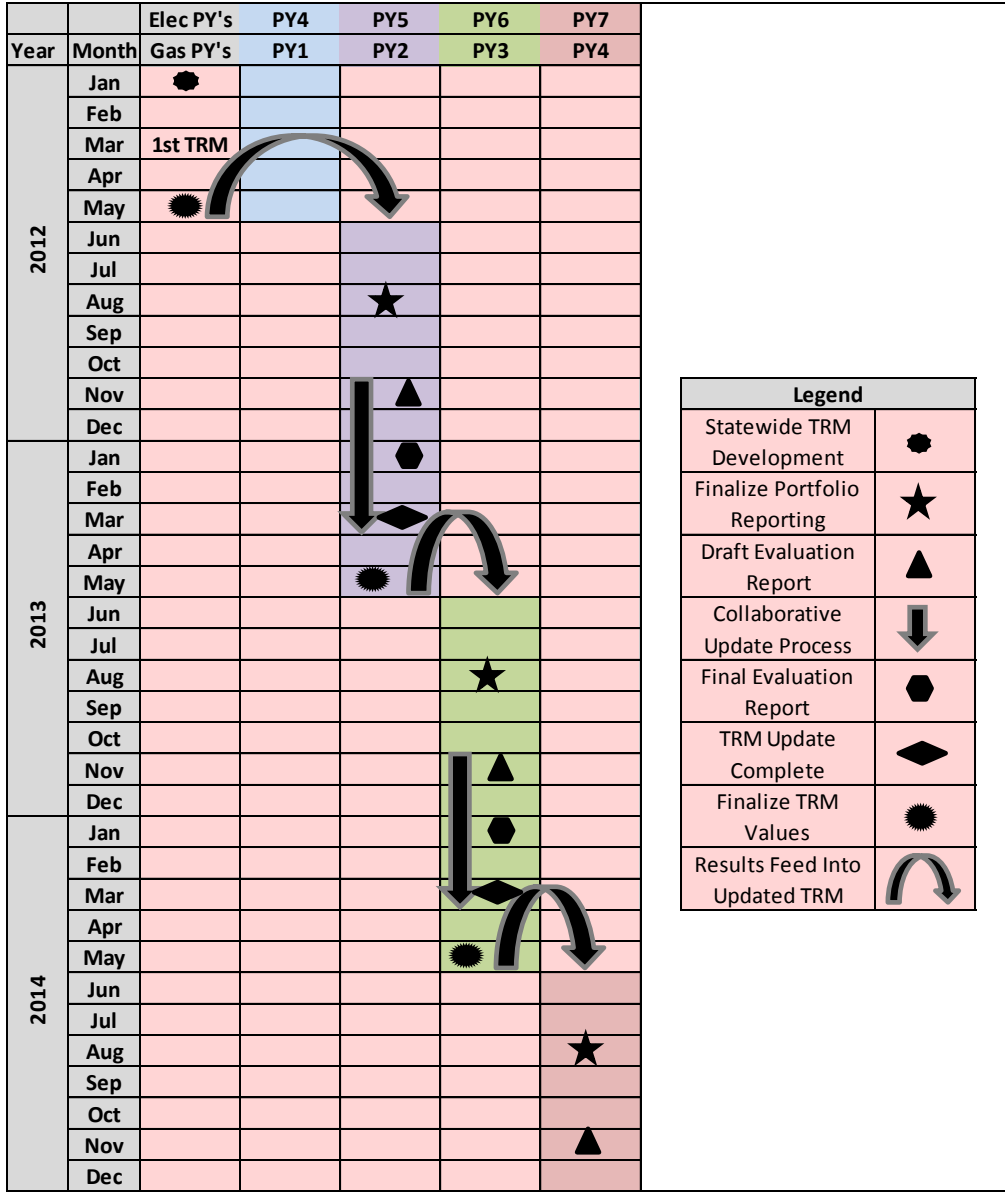 Elec PY's PY4 PY5 PY6 PY7
Year Month Gas PY's PY1 PY2 PY3 PY4
2012
Jan
Feb
Mar 1st TRM
Apr
May
Jun
Jul
Aug
Sep
Oct
Nov
Dec
2013
Jan
Feb
Mar
Apr
May
Jun
Jul
Aug
Sep
Oct
Nov
Dec
2014
Jan
Feb
Mar
Apr
May
Jun
Jul
Aug
Sep
Oct
Nov
Dec
Legend
Statewide TRM
Development
Finalize Portfolio
Reporting
Draft Evaluation
Report
Collaborative
Update Process
Final Evaluation
Report
TRM Update
Complete
Finalize TRM
Values
Results Feed Into
Updated TRM